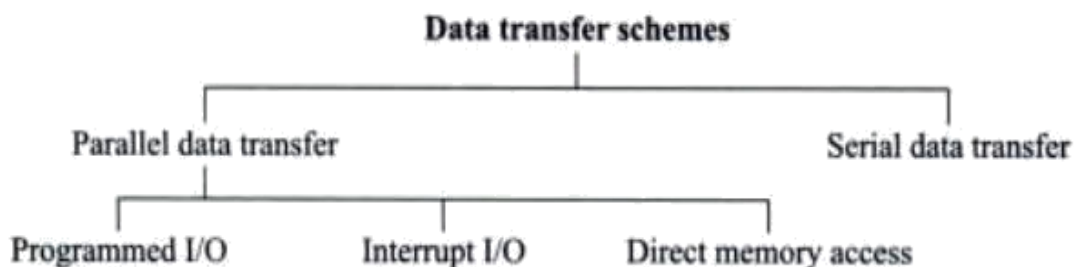 Data transfer schemes
Parallel data transfer
Serial data transfer
Programmed I/O
Interrupt I/O
Direct memory access